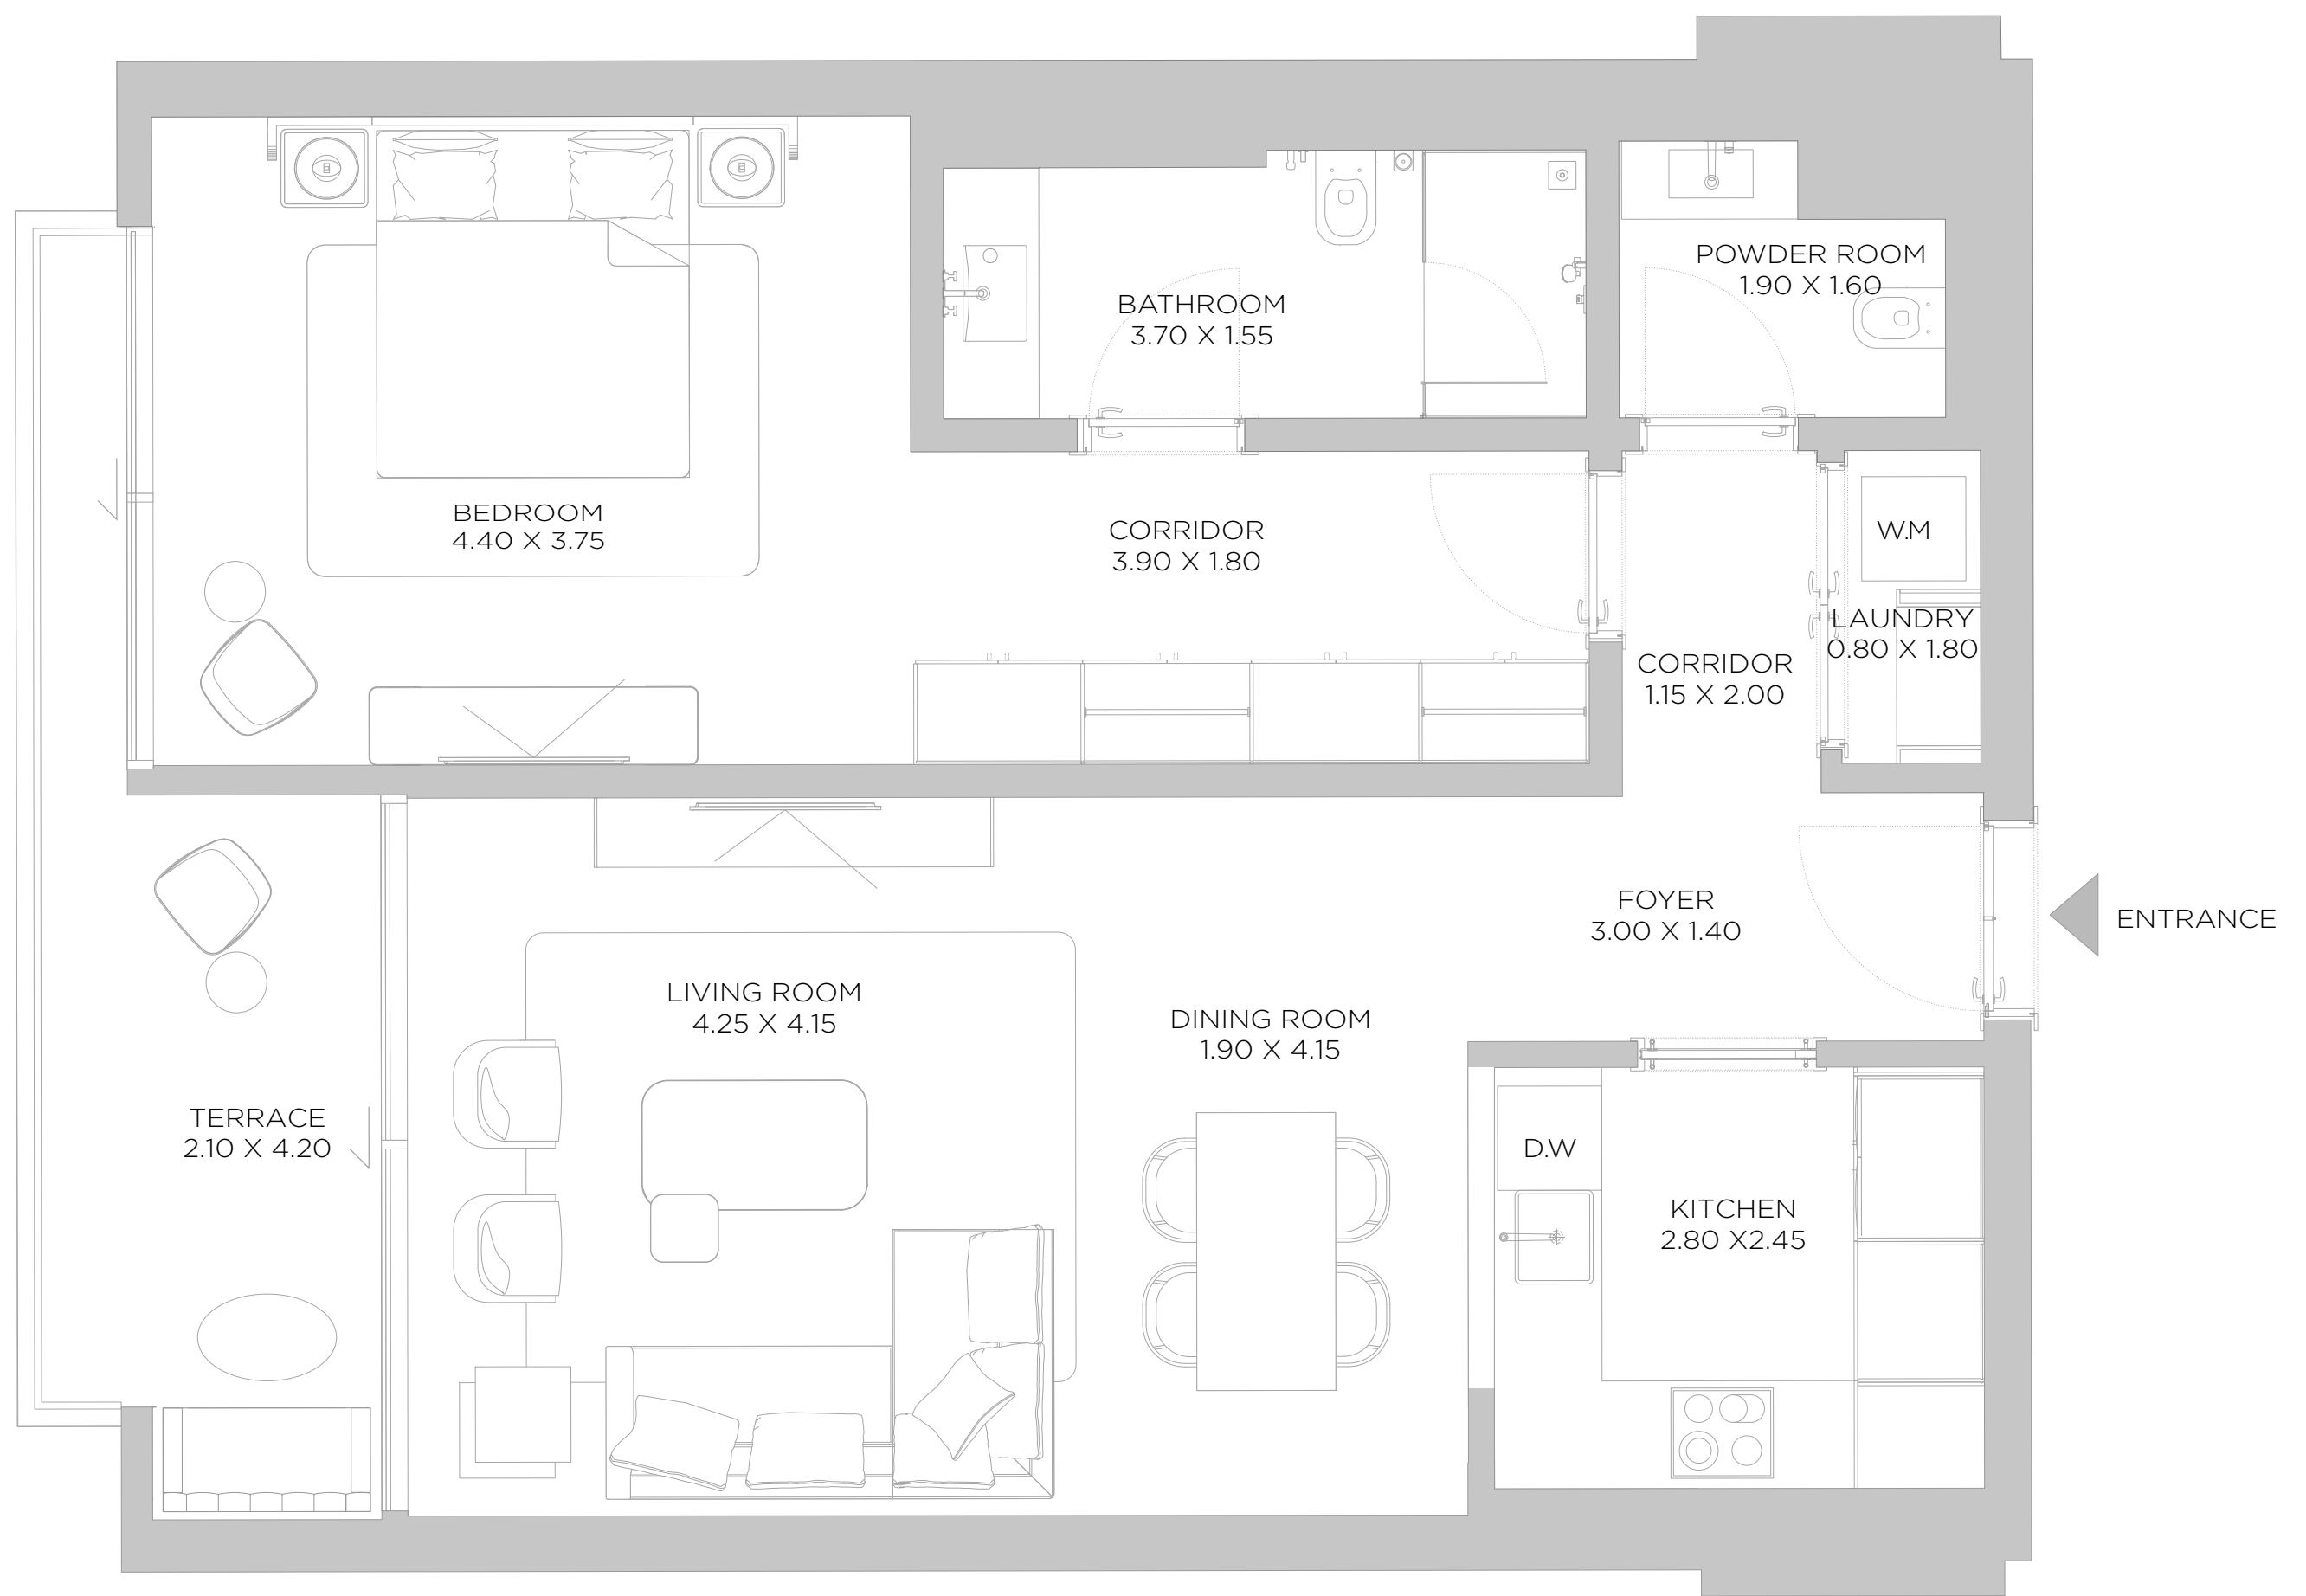 POWDER ROOM
1.90 X 1.60
BATHROOM
3.70 X 1.55
BEDROOM
4.40 X 3.75
CORRIDOR
3.90 X 1.80
W.M
LAUNDRY
0.80 X 1.80
CORRIDOR
1.15 X 2.00
FOYER
3.00 X 1.40
ENTRANCE
LIVING ROOM
4.25 X 4.15
DINING ROOM
1.90 X 4.15
TERRACE
2.10 X 4.20
D.W
KITCHEN
2.80 X2.45